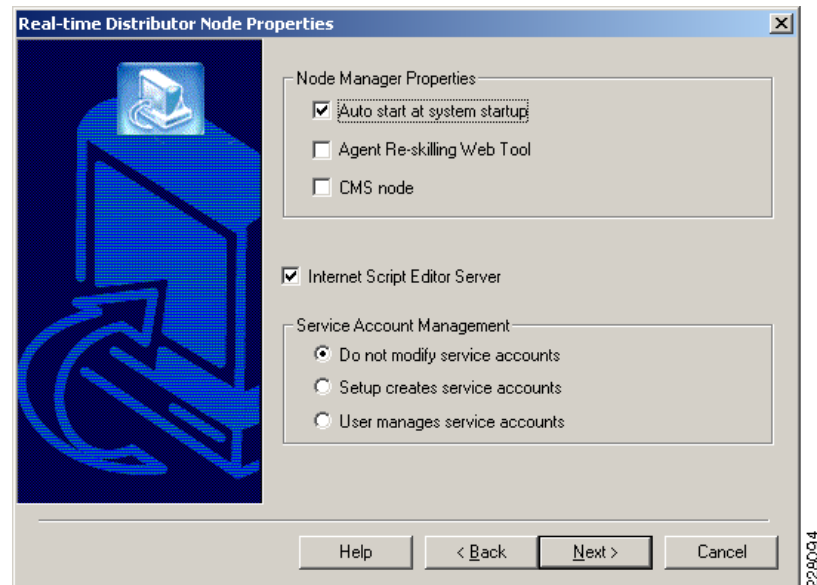 Real-time Distributor Node Properties
Node Manager Properties
Auto start at system startup
Agent Re-skilling Web Tool
CMS node
Internet Script Editor Server
Service Account Management
Do not modify service accounts
Setup creates service accounts
User manages service accounts
Help
< Back
Next >
Cancel
228094